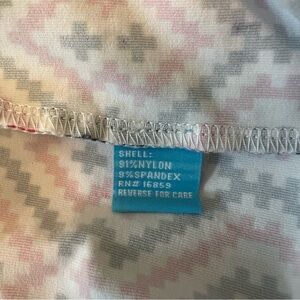 SHELL:
91%NYLON
9%SPANDEX
RN# 16859
REVERSE FOR CARE